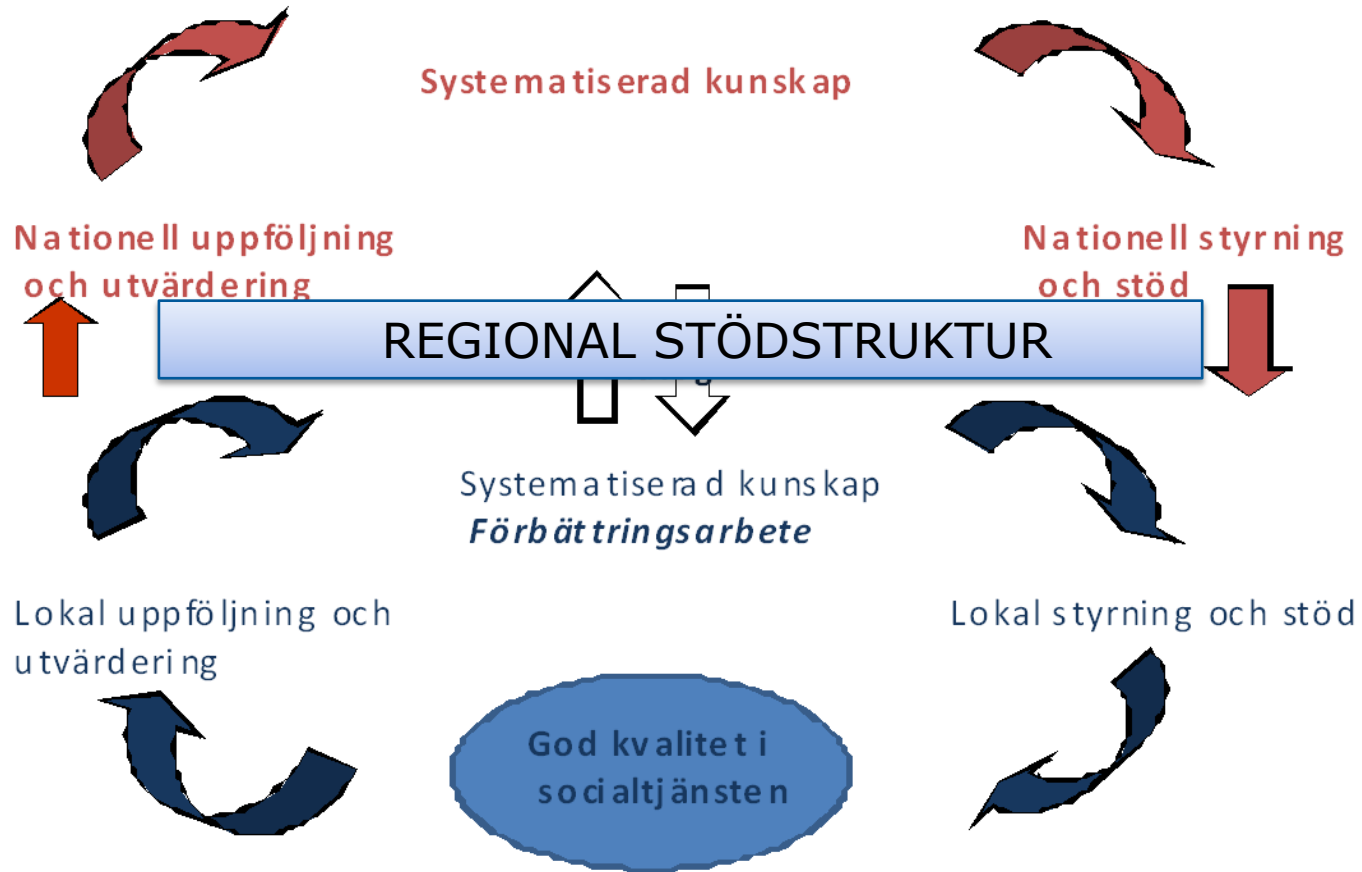 Systematiserad kunskap
Nationell uppföljning
och utvärdering
Nationell styrning
och stöd
REGIONAL STÖDSTRUKTUR
Systematiserad kunskap
Förbättringsarbete
Lokal uppföljning och
utvärdering
Lokal styrning och stöd
God kvalitet i
socialtjänsten